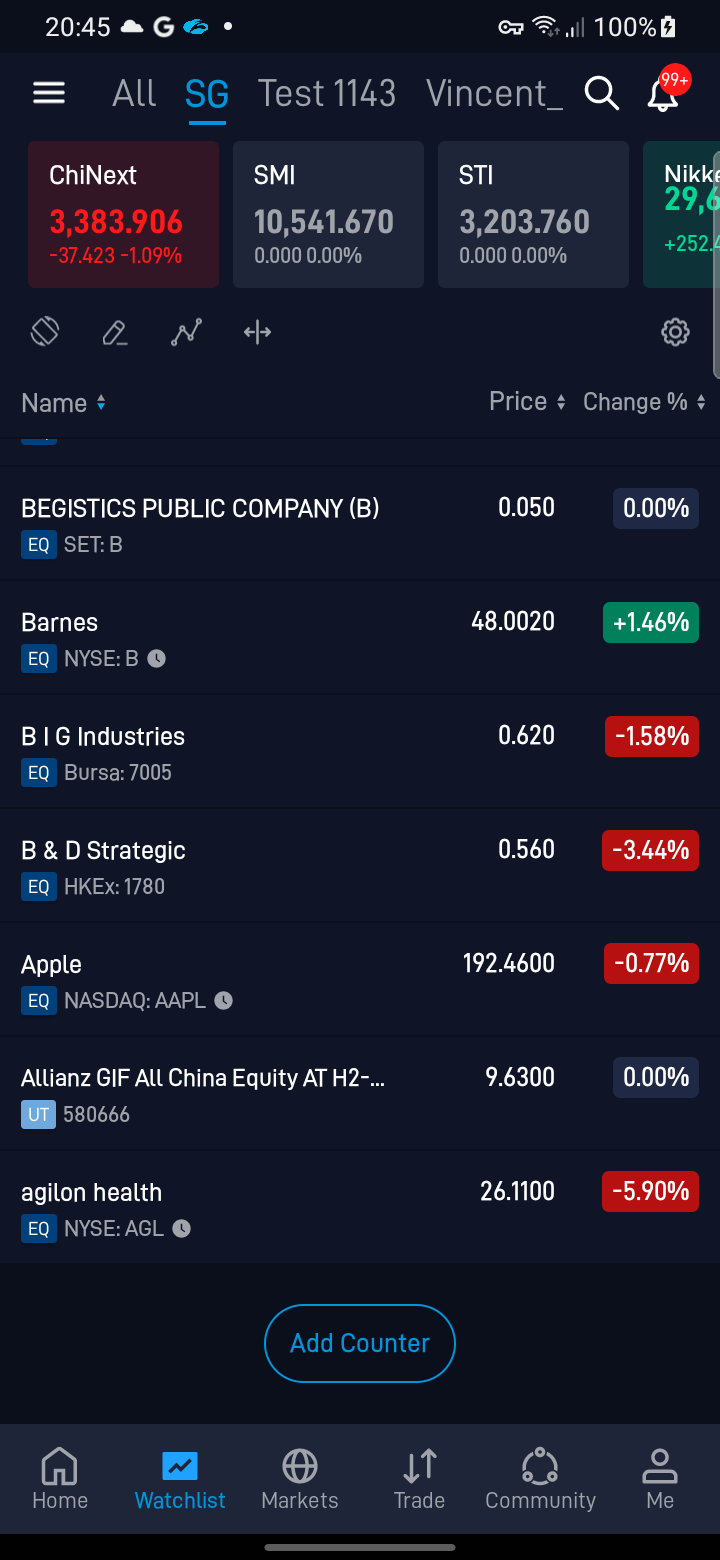 20:45 G 100%
All SG Test 1143 Vincent_
99+
ChiNext SMI STI Nikke
3,383.906 10,541.670 3,203.760 29,6
-37.423 -1.09% 0.000 0.00% 0.000 0.00% +252.4
Name Price Change %
BEGISTICS PUBLIC COMPANY (B) 0.050 0.00%
EQ SET: B
Barnes 48.0020 +1.46%
EQ NYSE: B
B I G Industries 0.620 -1.58%
EQ Bursa: 7005
B & D Strategic 0.560 -3.44%
EQ HKEx: 1780
Apple 192.4600 -0.77%
EQ NASDAQ: AAPL
Allianz GIF All China Equity AT H2-... 9.6300 0.00%
UT 580666
agilon health 26.1100 -5.90%
EQ NYSE: AGL
Add Counter
Home Watchlist Markets Trade Community Me